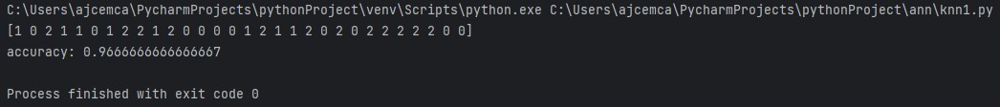 C:\Users\ajcemca\PycharmProjects\pythonProject\venv\Scripts\python.exe C:\Users\ajcemca\PycharmProjects\pythonProject\ann\knn1.py
[1 0 2 1 1 0 1 2 2 1 2 0 0 0 0 1 2 1 1 2 0 2 0 2 2 2 2 2 0 0]
accuracy: 0.9666666666666667
Process finished with exit code 0